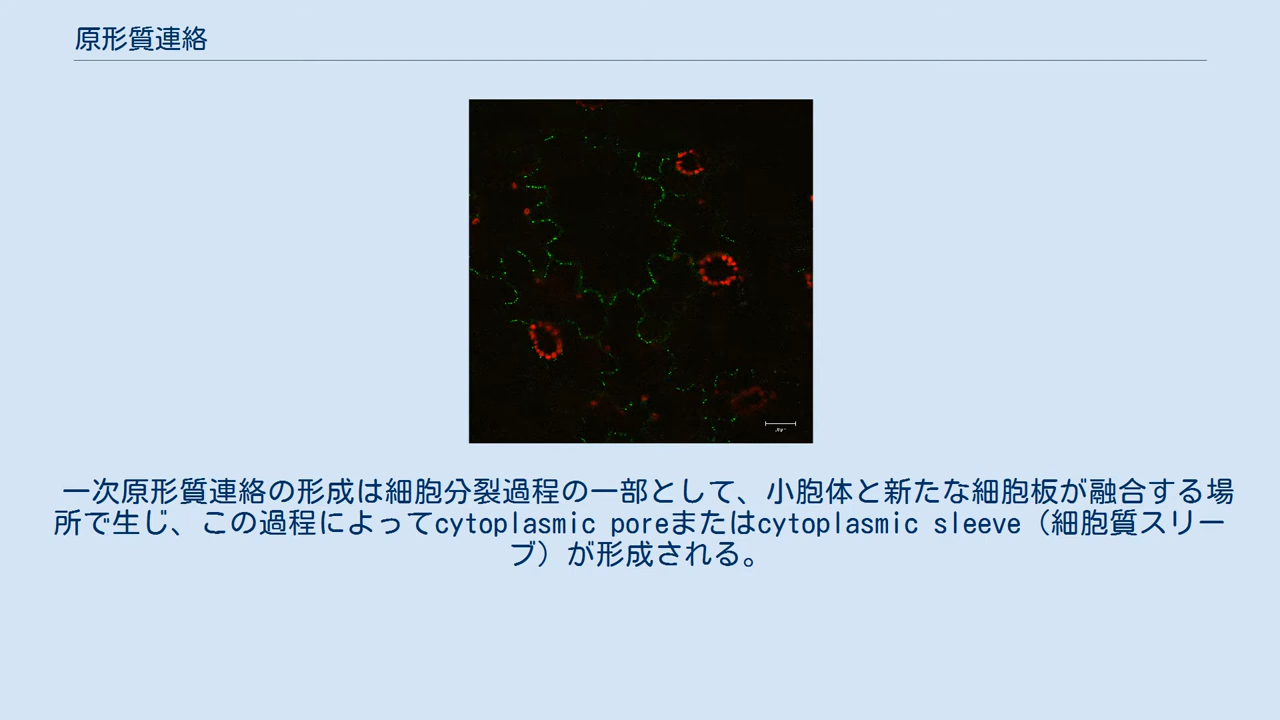 原形質連絡
一次原形質連絡の形成は細胞分裂過程の一部として、小胞体と新たな細胞板が融合する場
所で生じ、この過程によってcytoplasmic poreまたはcytoplasmic sleeve（細胞質スリー
ブ）が形成される。